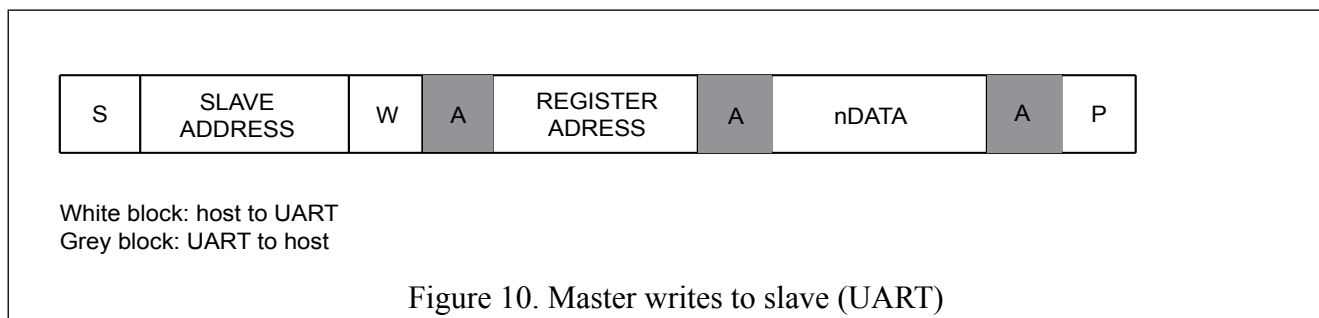 S SLAVE ADDRESS W A REGISTER ADRESS A nDATA A P
White block: host to UART
Grey block: UART to host
Figure 10. Master writes to slave (UART)